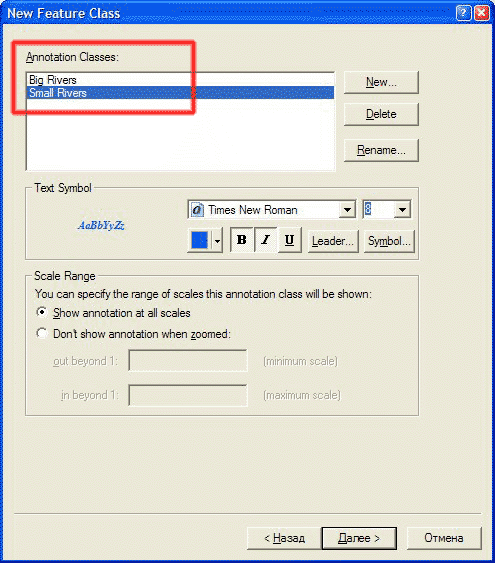 New Feature Class
Annotation Classes:
Big Rivers
Small Rivers
New...
Delete
Rename...
Text Symbol
AaBbYyZz
Times New Roman
8
B I U Leader... Symbol...
Scale Range
You can specify the range of scales this annotation class will be shown:
Show annotation at all scales
Don't show annotation when zoomed:
out beyond 1: (minimum scale)
in beyond 1: (maximum scale)
< Назад Далее > Отмена